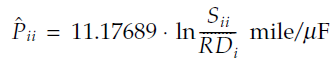 P̂ii = 11.17689 · ln Sii/RDi mile/μF